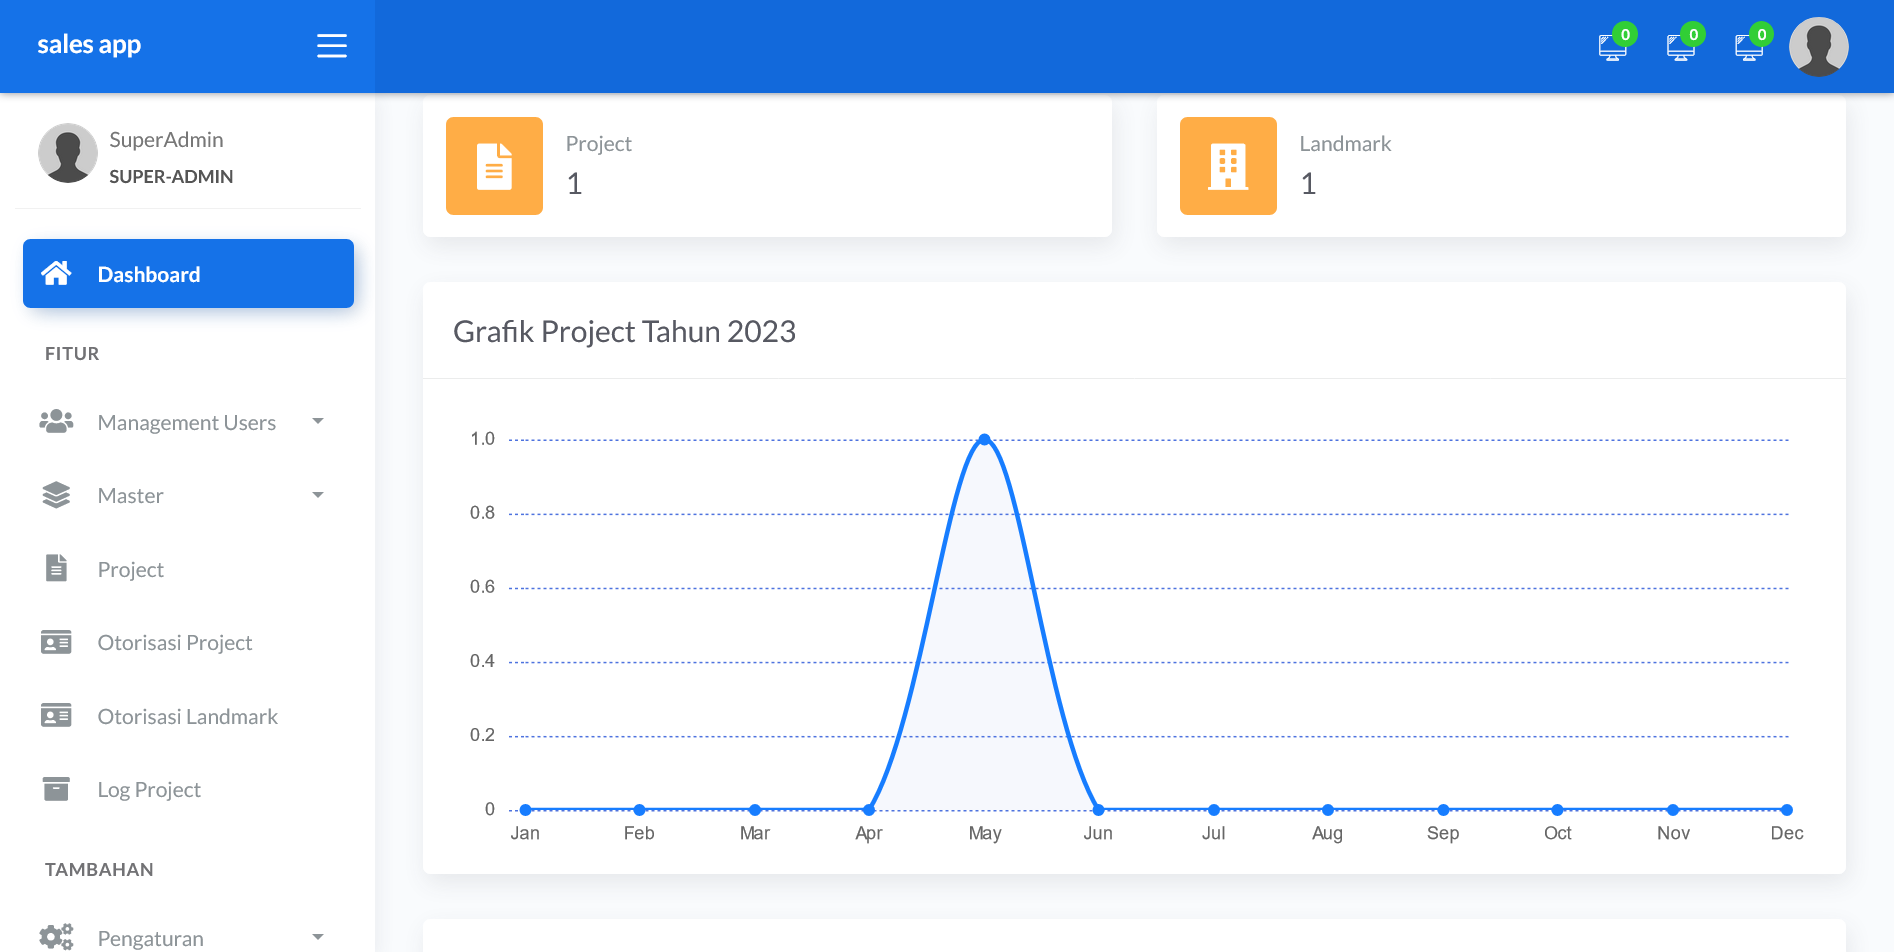 sales app
0
0
0
SuperAdmin
SUPER-ADMIN
Dashboard
FITUR
Management Users
Master
Project
Otorisasi Project
Otorisasi Landmark
Log Project
TAMBAHAN
Pengaturan
Project
1
Landmark
1
Grafik Project Tahun 2023
1.0
0.8
0.6
0.4
0.2
0
Jan Feb Mar Apr May Jun Jul Aug Sep Oct Nov Dec